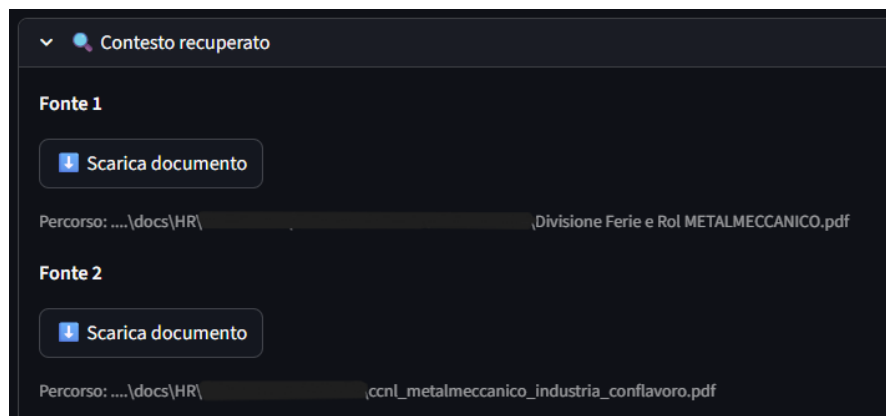 Contesto recuperato
Fonte 1
Scarica documento
Percorso: ....\docs\HR\ \Divisione Ferie e Rol METALMECCANICO.pdf
Fonte 2
Scarica documento
Percorso: ....\docs\HR\ \ccnl_metalmeccanico_industria_conflavoro.pdf